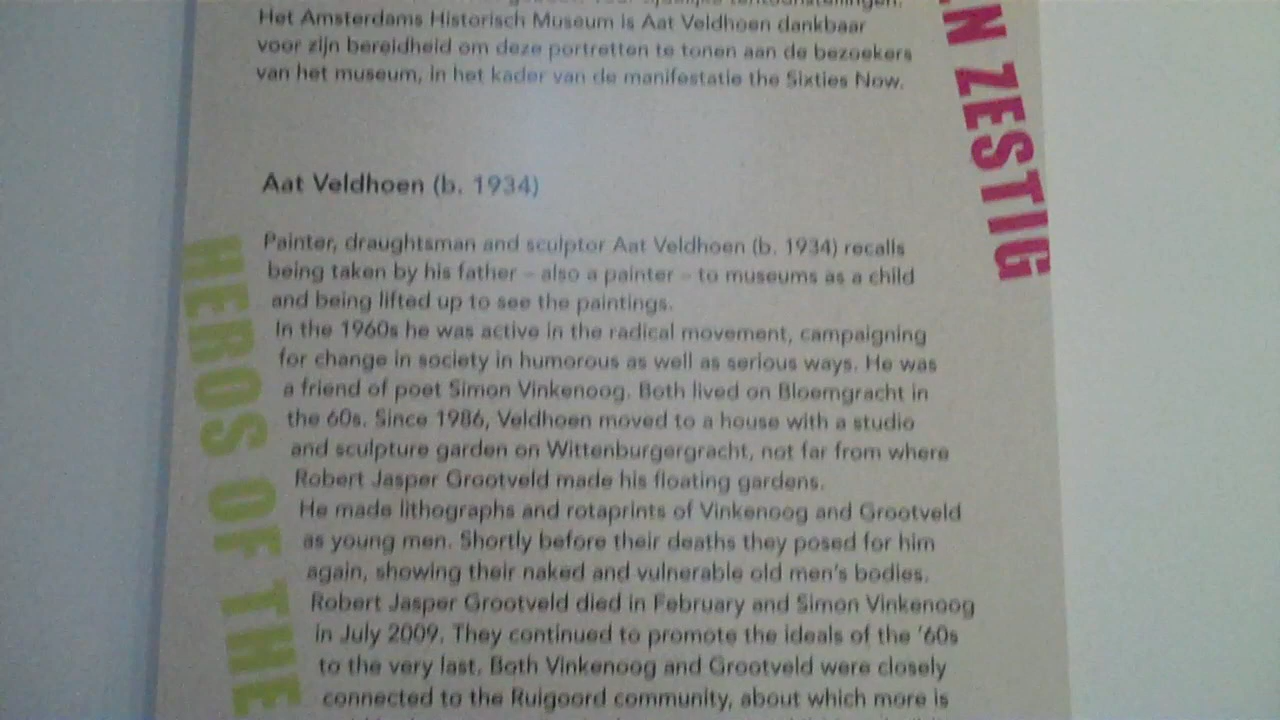 Het Amsterdams Historisch Museum is Aat Veldhoen dankbaar
voor zijn bereidheid om deze portretten te tonen aan de bezoekers
van het museum, in het kader van de manifestatie the Sixties Now.
Aat Veldhoen (b. 1934)
Painter, draughtsman and sculptor Aat Veldhoen (b. 1934) recalls
being taken by his father – also a painter – to museums as a child
and being lifted up to see the paintings.
In the 1960s he was active in the radical movement, campaigning
for change in society in humorous as well as serious ways. He was
a friend of poet Simon Vinkenoog. Both lived on Bloemgracht in
the 60s. Since 1986, Veldhoen moved to a house with a studio
and sculpture garden on Wittenburgergracht, not far from where
Robert Jasper Grootveld made his floating gardens.
He made lithographs and rotaprints of Vinkenoog and Grootveld
as young men. Shortly before their deaths they posed for him
again, showing their naked and vulnerable old men's bodies.
Robert Jasper Grootveld died in February and Simon Vinkenoog
in July 2009. They continued to promote the ideals of the '60s
to the very last. Both Vinkenoog and Grootveld were closely
connected to the Ruigoord community, about which more is
HEROS OF THE
N ZESTIG